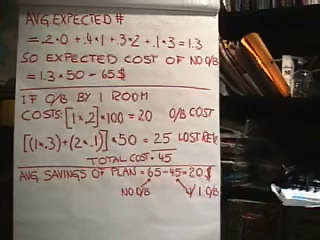 AVG EXPECTED #
= .2·0 + .4·1 + .3·2 + .1·3 = 1.3
SO EXPECTED COST OF NO O/B
= 1.3 × 50 - 65$
IF O/B BY 1 ROOM
COSTS: [1×.2]×100 = 20 O/B COST
[(1×.3)+(2×.1)]×50 = 25 LOST REV.
TOTAL COST · 45
AVG SAVINGS OF PLAN = 65 - 45 = 20$
NO O/B 1 O/B